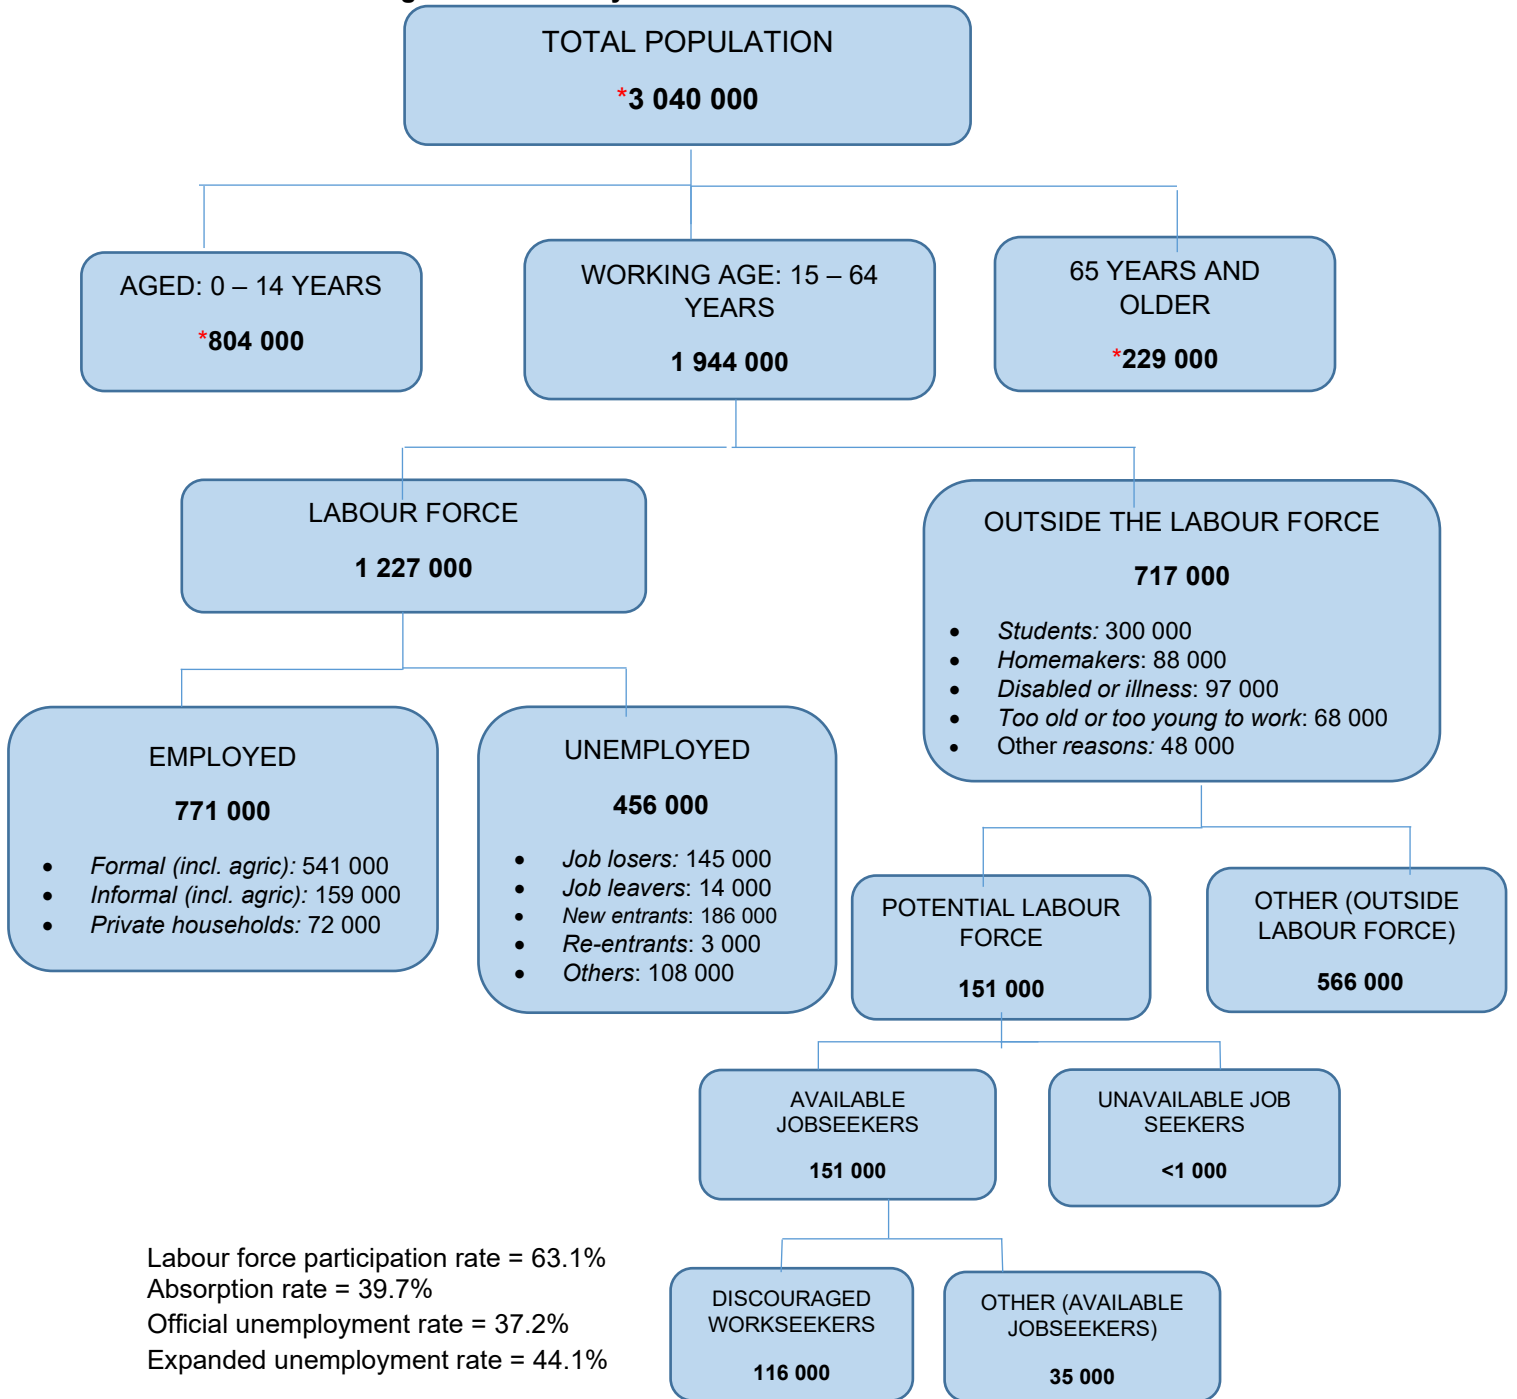 TOTAL POPULATION
*3 040 000
AGED: 0 – 14 YEARS
*804 000
WORKING AGE: 15 – 64
YEARS
1 944 000
65 YEARS AND
OLDER
*229 000
LABOUR FORCE
1 227 000
OUTSIDE THE LABOUR FORCE
717 000
• Students: 300 000
• Homemakers: 88 000
• Disabled or illness: 97 000
• Too old or too young to work: 68 000
• Other reasons: 48 000
EMPLOYED
771 000
• Formal (incl. agric): 541 000
• Informal (incl. agric): 159 000
• Private households: 72 000
UNEMPLOYED
456 000
• Job losers: 145 000
• Job leavers: 14 000
• New entrants: 186 000
• Re-entrants: 3 000
• Others: 108 000
POTENTIAL LABOUR
FORCE
151 000
OTHER (OUTSIDE
LABOUR FORCE)
566 000
AVAILABLE
JOBSEEKERS
151 000
UNAVAILABLE JOB
SEEKERS
<1 000
DISCOURAGED
WORKSEEKERS
116 000
OTHER (AVAILABLE
JOBSEEKERS)
35 000
Labour force participation rate = 63.1%
Absorption rate = 39.7%
Official unemployment rate = 37.2%
Expanded unemployment rate = 44.1%